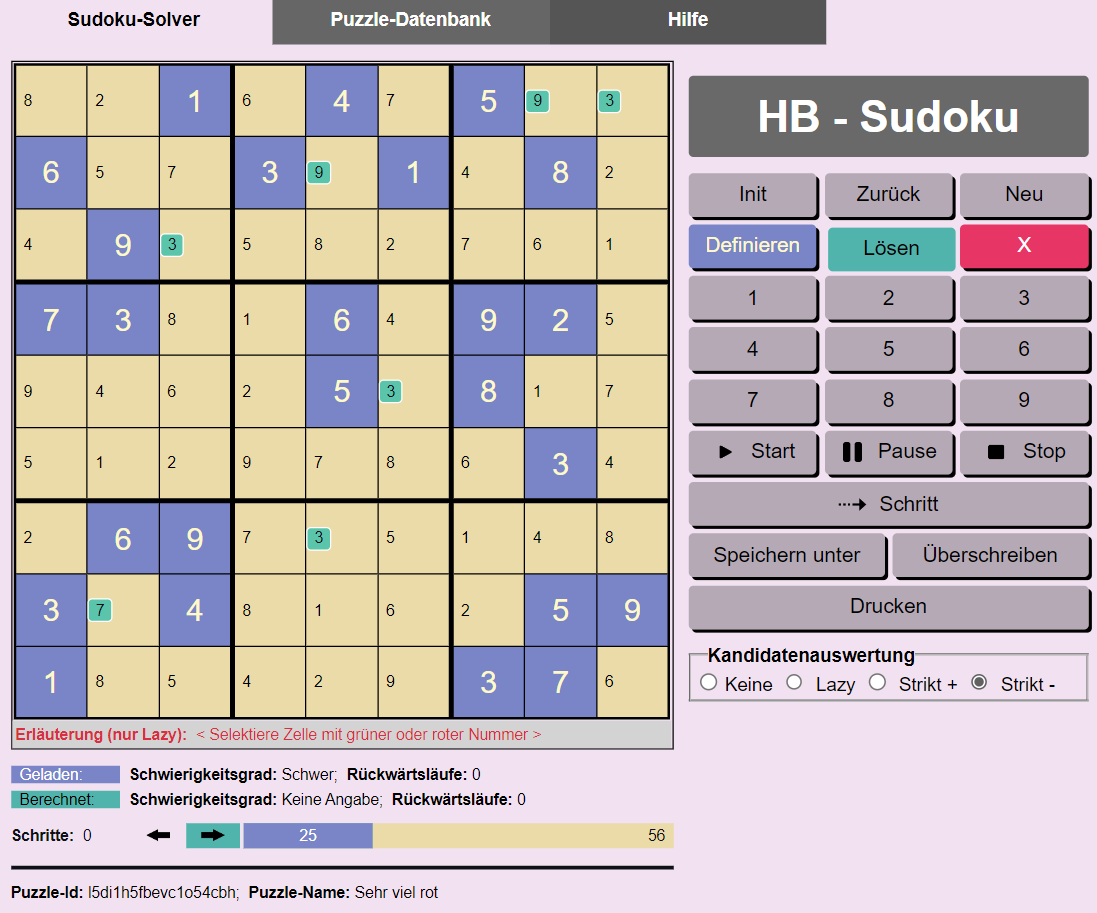 Sudoku-Solver Puzzle-Datenbank Hilfe
8 2 1 6 4 7 5 9 3
6 5 7 3 9 1 4 8 2
4 9 3 5 8 2 7 6 1
7 3 8 1 6 4 9 2 5
9 4 6 2 5 3 8 1 7
5 1 2 9 7 8 6 3 4
2 6 9 7 3 5 1 4 8
3 7 4 8 1 6 2 5 9
1 8 5 4 2 9 3 7 6
Erläuterung (nur Lazy): < Selektiere Zelle mit grüner oder roter Nummer >
Geladen: Schwierigkeitsgrad: Schwer; Rückwärtsläufe: 0
Berechnet: Schwierigkeitsgrad: Keine Angabe; Rückwärtsläufe: 0
Schritte: 0 25 56
Puzzle-Id: l5di1h5fbevc1o54cbh; Puzzle-Name: Sehr viel rot
HB - Sudoku
Init Zurück Neu
Definieren Lösen X
1 2 3
4 5 6
7 8 9
Start Pause Stop
Schritt
Speichern unter Überschreiben
Drucken
Kandidatenauswertung
Keine Lazy Strikt + Strikt -